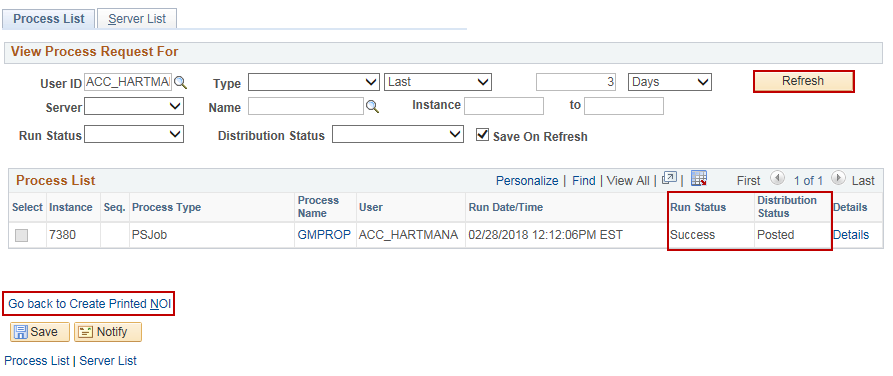 Process List Server List
View Process Request For
User ID ACC_HARTMAN Type Last 3 Days Refresh
Server Name Instance to
Run Status Distribution Status Save On Refresh
Process List Personalize | Find | View All | | First 1 of 1 Last
Select Instance Seq. Process Type Process Name User Run Date/Time Run Status Distribution Status Details
7380 PSJob GMPROP ACC_HARTMANA 02/28/2018 12:12:06PM EST Success Posted Details
Go back to Create Printed NOI
Save Notify
Process List | Server List